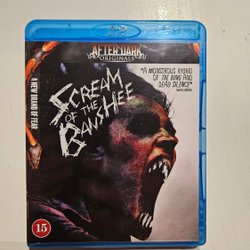 AFTER DARK
ORIGINALS
A NEW BRAND OF FEAR
SCREAM
OF THE
BANSHEE
"A MONSTROUS HYBRID
OF THE RING AND
DEAD SILENCE"
15